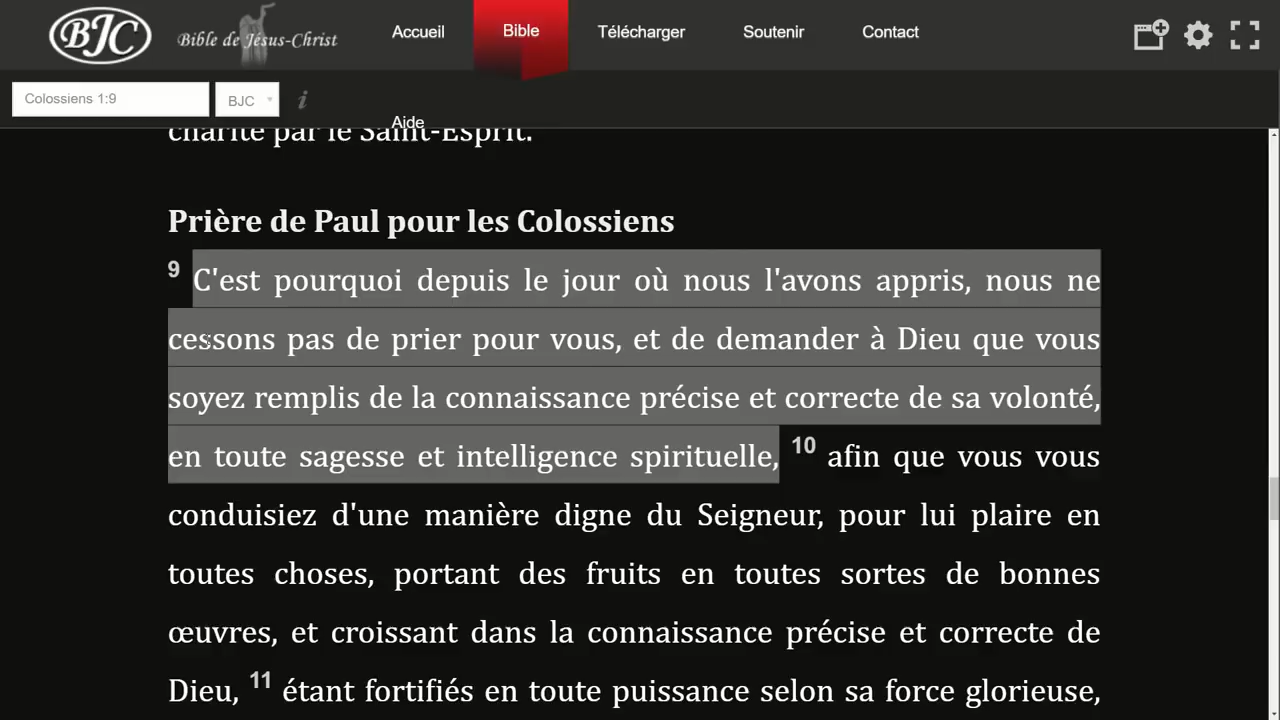 BJC
Bible de Jésus-Christ
Accueil
Bible
Télécharger
Soutenir
Contact
Colossiens 1:9
BJC
i
Aide
charité par le Saint-Esprit.
Prière de Paul pour les Colossiens
9 C'est pourquoi depuis le jour où nous l'avons appris, nous ne
cessons pas de prier pour vous, et de demander à Dieu que vous
soyez remplis de la connaissance précise et correcte de sa volonté,
en toute sagesse et intelligence spirituelle, 10 afin que vous vous
conduisiez d'une manière digne du Seigneur, pour lui plaire en
toutes choses, portant des fruits en toutes sortes de bonnes
œuvres, et croissant dans la connaissance précise et correcte de
Dieu, 11 étant fortifiés en toute puissance selon sa force glorieuse,